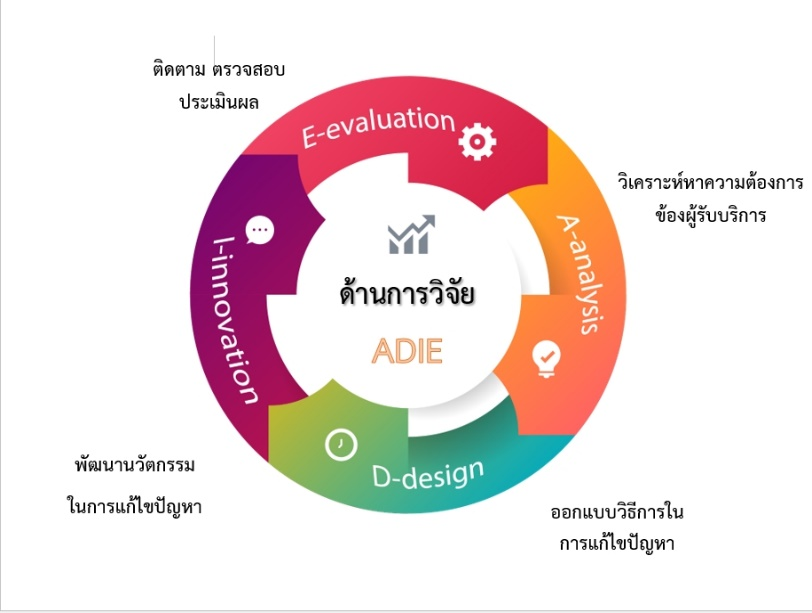 ติดตาม ตรวจสอบ
ประเมินผล
E-evaluation
วิเคราะห์หาความต้องการ
ข้องผู้รับบริการ
A-analysis
I-innovation
ด้านการวิจัย
ADIE
D-design
พัฒนานวัตกรรม
ในการแก้ไขปัญหา
ออกแบบวิธีการใน
การแก้ไขปัญหา